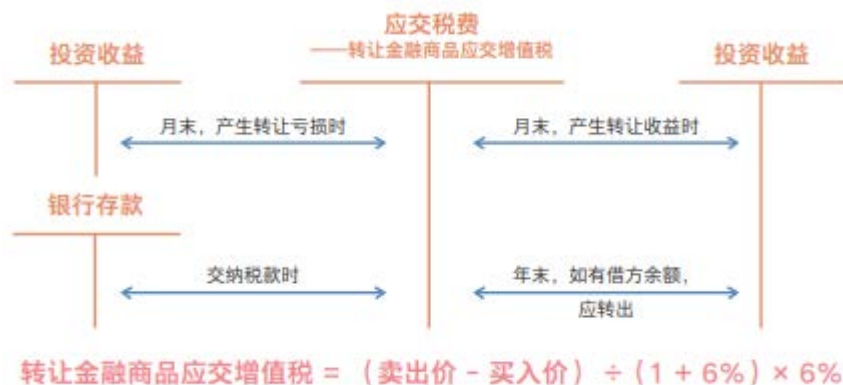 应交税费
——转让金融商品应交增值税
投资收益
投资收益
月末，产生转让亏损时
月末，产生转让收益时
银行存款
交纳税款时
年末，如有借方余额，
应转出
转让金融商品应交增值税 = （卖出价 - 买入价）÷（1 + 6%）× 6%